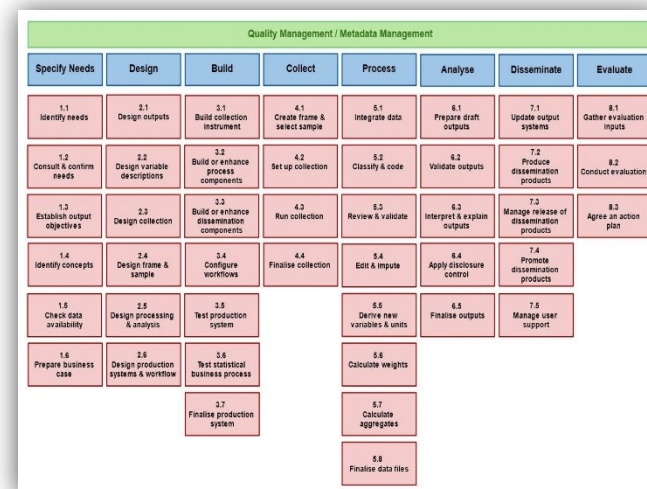 Quality Management / Metadata Management
Specify Needs
Design
Build
Collect
Process
Analyse
Disseminate
Evaluate
1.1
Identify needs
2.1
Design outputs
3.1
Build collection
instrument
4.1
Create frame &
select sample
5.1
Integrate data
6.1
Prepare draft
outputs
7.1
Update output
systems
8.1
Gather evaluation
inputs
1.2
Consult & confirm
needs
2.2
Design variable
descriptions
3.2
Build or enhance
process
components
4.2
Set up collection
5.2
Classify & code
6.2
Validate outputs
7.2
Produce
dissemination
products
8.2
Conduct evaluation
1.3
Establish output
objectives
2.3
Design collection
3.3
Build or enhance
dissemination
components
4.3
Run collection
5.3
Review & validate
6.3
Interpret & explain
outputs
7.3
Manage release of
dissemination
products
8.3
Agree an action
plan
1.4
Identify concepts
2.4
Design frame &
sample
3.4
Configure
workflows
4.4
Finalise collection
5.4
Edit & impute
6.4
Apply disclosure
control
7.4
Promote
dissemination
products
1.5
Check data
availability
2.5
Design processing
& analysis
3.5
Test production
system
5.5
Derive new
variables & units
6.5
Finalise outputs
7.5
Manage user
support
1.6
Prepare business
case
2.6
Design production
systems & workflow
3.6
Test statistical
business process
5.6
Calculate weights
3.7
Finalise production
system
5.7
Calculate
aggregates
5.8
Finalise data files